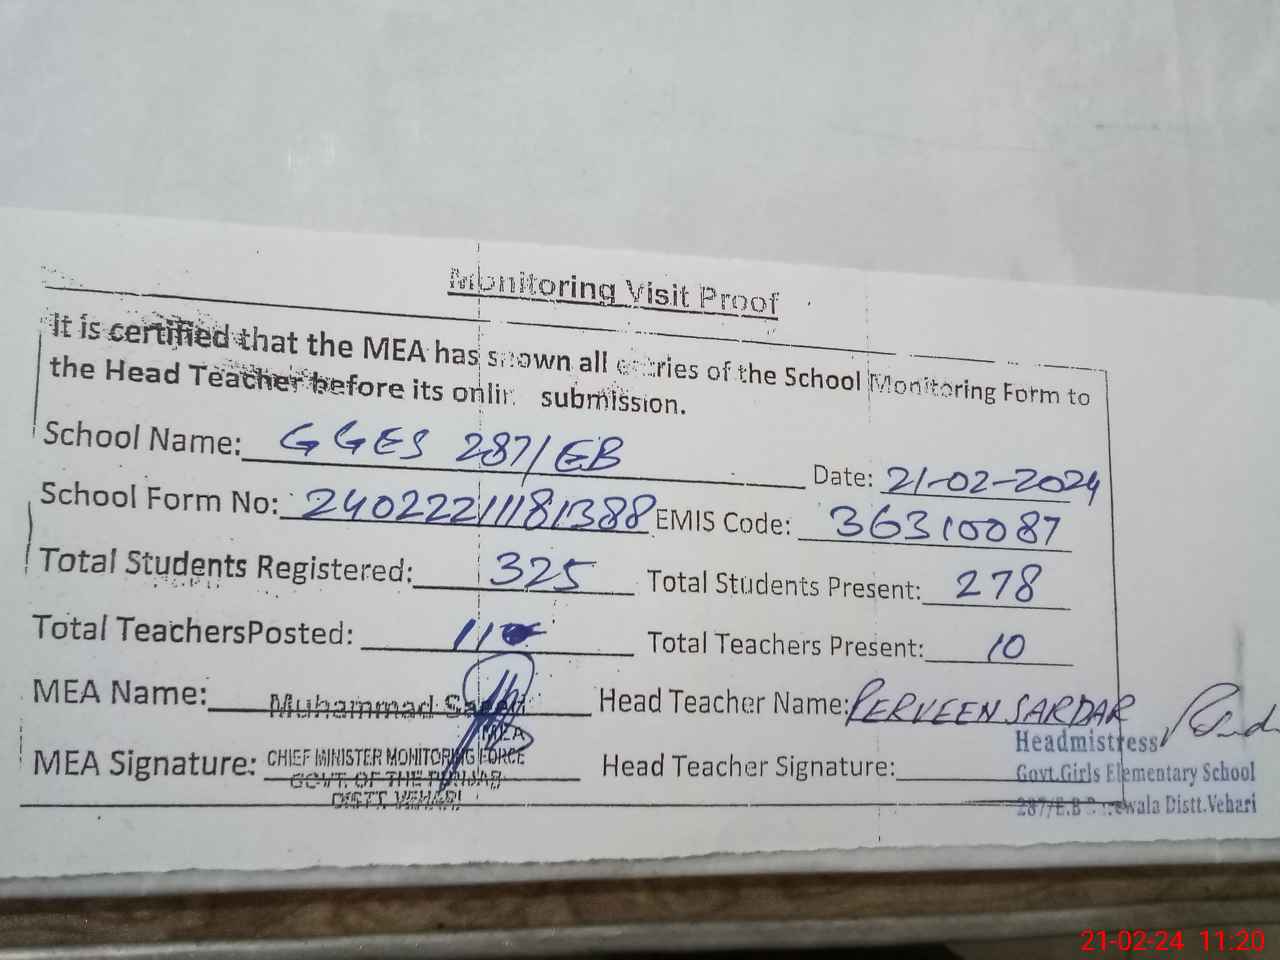 Monitoring Visit Proof
It is certified that the MEA has shown all entries of the School Monitoring Form to
the Head Teacher before its onlin submission.
School Name: GGES 287/EB Date: 21-02-2024
School Form No: EMIS Code: 36310087
Total Students Registered: 325 Total Students Present: 278
Total TeachersPosted: 11 Total Teachers Present: 10
MEA Name: Muhammad Head Teacher Name: PERVEEN SARDAR
MEA
Headmistress
MEA Signature: CHIEF MINISTER MONITORING FORCE Head Teacher Signature: Govt.Girls Elementary School
GOVT. OF THE PUNJAB
DISTT. VEHARI 287/E.B Distt.Vehari
21-02-24 11:20